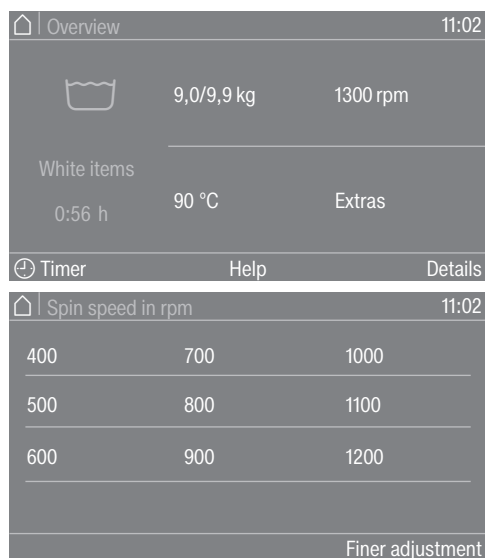 Overview 11:02
9,0/9,9 kg 1300 rpm
White items
0:56 h
90 °C Extras
Timer Help Details
Spin speed in rpm 11:02
400 700 1000
500 800 1100
600 900 1200
Finer adjustment